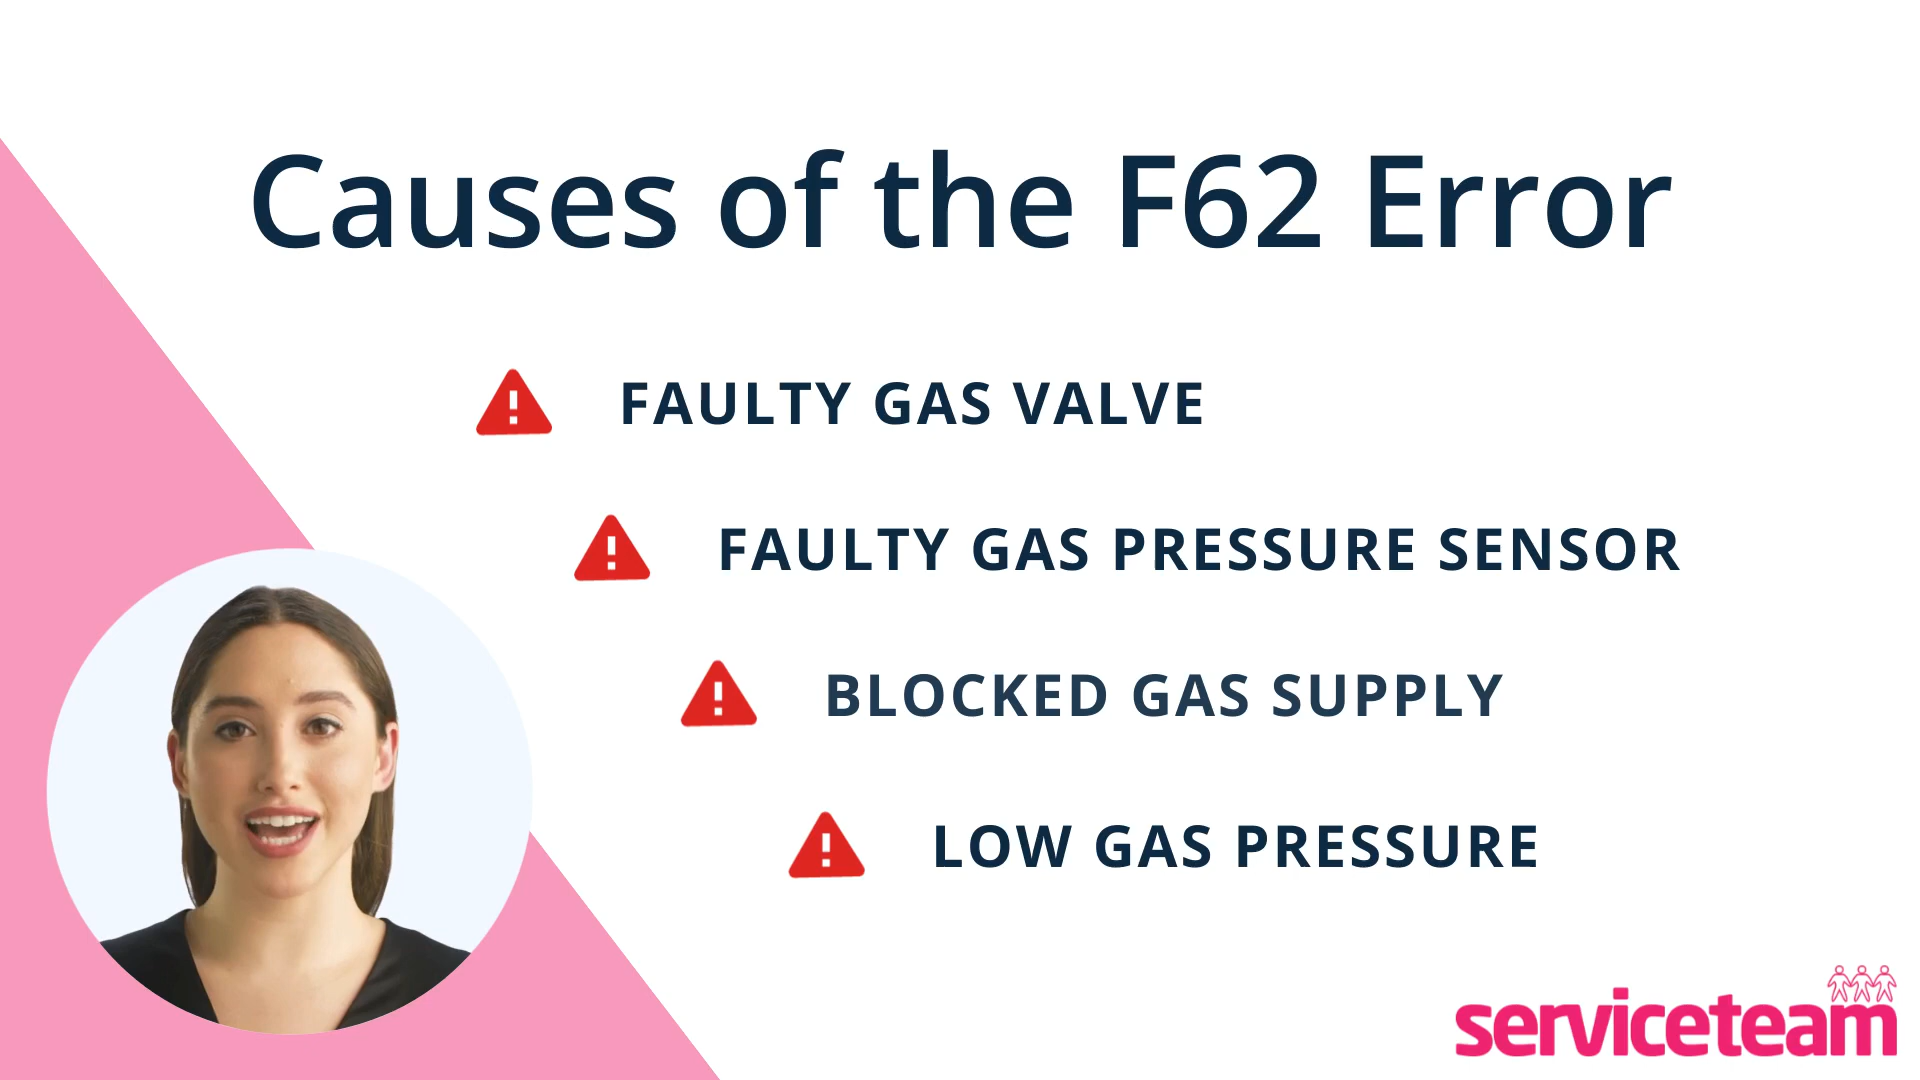 Causes of the F62 Error
FAULTY GAS VALVE
FAULTY GAS PRESSURE SENSOR
BLOCKED GAS SUPPLY
LOW GAS PRESSURE
serviceteam